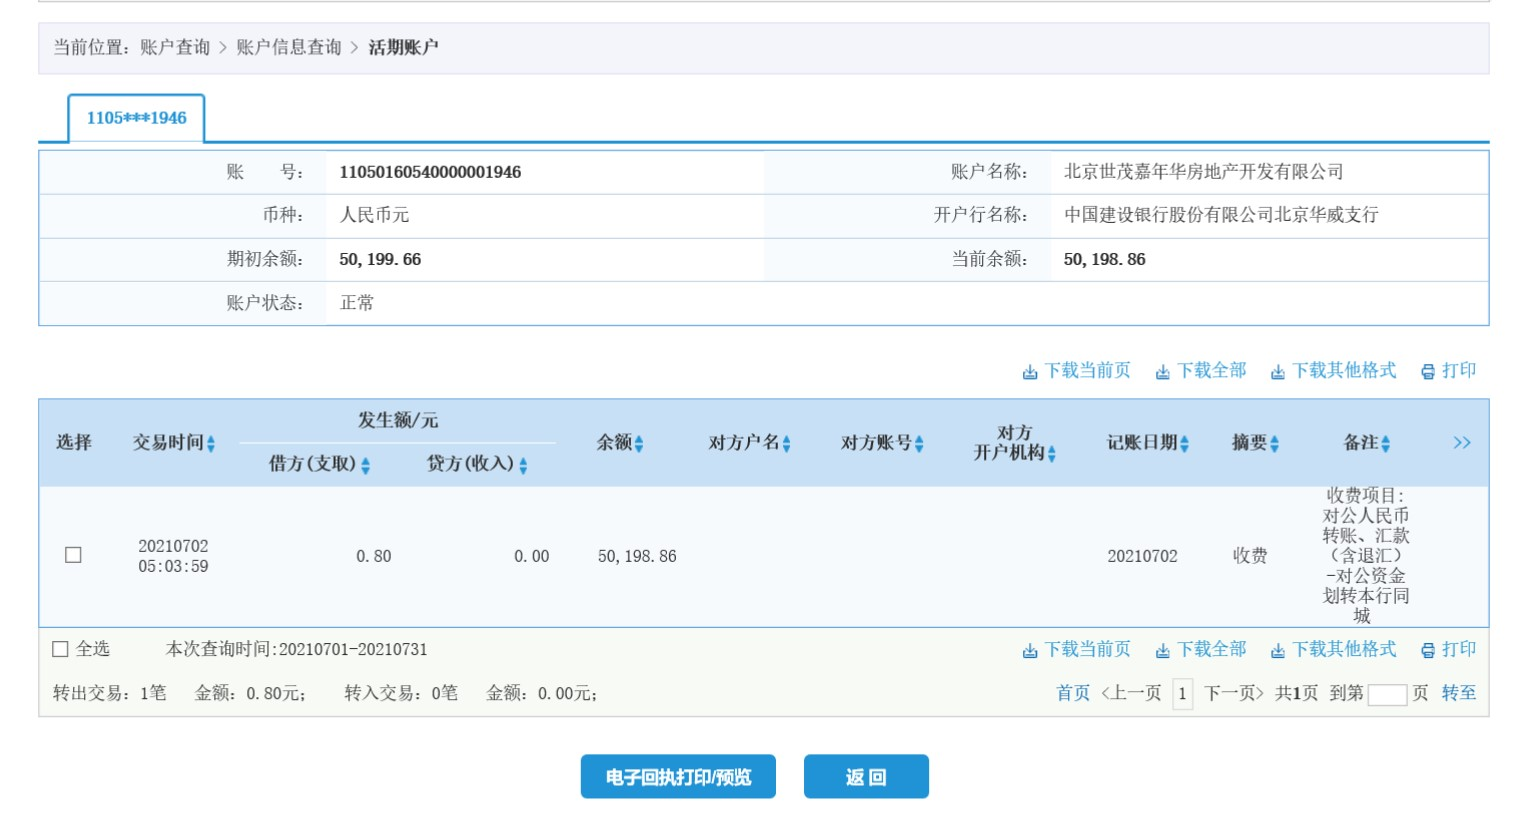 当前位置：账户查询 > 账户信息查询 > 活期账户
1105***1946
账 号： 11050160540000001946 账户名称： 北京世茂嘉年华房地产开发有限公司
币种： 人民币元 开户行名称： 中国建设银行股份有限公司北京华威支行
期初余额： 50,199.66 当前余额： 50,198.86
账户状态： 正常
下载当前页 下载全部 下载其他格式 打印
选择 交易时间 发生额/元 余额 对方户名 对方账号 对方 记账日期 摘要 备注 >>
借方(支取) 贷方(收入) 开户机构
收费项目:
对公人民币
转账、汇款
20210702 0.80 0.00 50,198.86 20210702 收费 （含退汇）
05:03:59 -对公资金
划转本行同
城
全选 本次查询时间:20210701-20210731 下载当前页 下载全部 下载其他格式 打印
转出交易：1笔 金额：0.80元； 转入交易：0笔 金额：0.00元； 首页 <上一页 1 下一页> 共1页 到第 页 转至
电子回执打印/预览 返 回